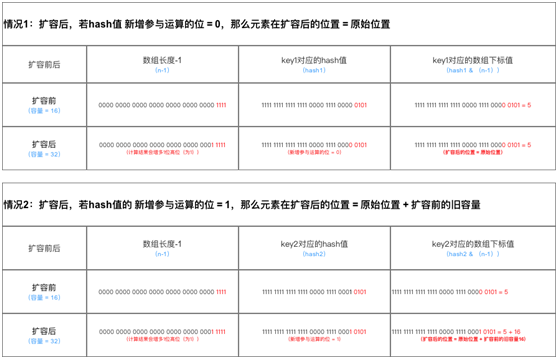 情况1：扩容后，若hash值 新增参与运算的位 = 0，那么元素在扩容后的位置 = 原始位置
扩容前后
数组长度-1
（n-1）
key1对应的hash值
（hash1）
key1对应的数组下标值
（hash1 & （n-1））
扩容前
（容量 = 16）
0000 0000 0000 0000 0000 0000 0000 1111
1111 1111 1111 1111 0000 1111 0000 0101
1111 1111 1111 1111 0000 1111 0000 0101 = 5
扩容后
（容量 = 32）
0000 0000 0000 0000 0000 0000 0001 1111
（计算结果会增多1位高位（为1））
1111 1111 1111 1111 0000 1111 0000 0101
（新增参与运算的位 = 0）
1111 1111 1111 1111 0000 1111 0000 0101 = 5
（扩容后的位置 = 原始位置）
情况2：扩容后，若hash值的 新增参与运算的位 = 1，那么元素在扩容后的位置 = 原始位置 + 扩容前的旧容量
扩容前后
数组长度-1
（n-1）
key2对应的hash值
（hash2）
key2对应的数组下标值
（hash2 & （n-1））
扩容前
（容量 = 16）
0000 0000 0000 0000 0000 0000 0000 1111
1111 1111 1111 1111 0000 1111 0001 0101
1111 1111 1111 1111 0000 1111 0000 0101 = 5
扩容后
（容量 = 32）
0000 0000 0000 0000 0000 0000 0001 1111
（计算结果会增多1位高位（为1））
1111 1111 1111 1111 0000 1111 0001 0101
（新增参与运算的位 = 1）
1111 1111 1111 1111 0000 1111 0001 0101 = 5 + 16
（扩容后的位置 = 原始位置 + 扩容前的旧容量16）